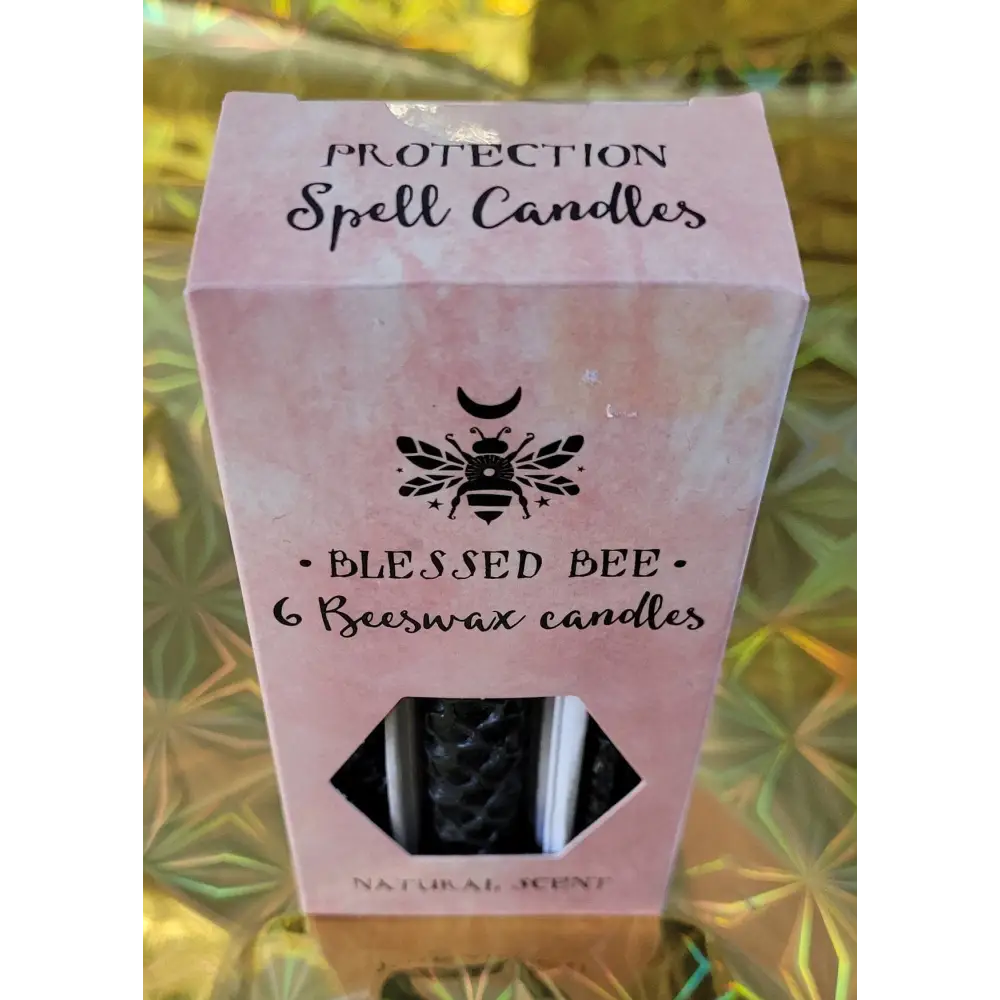 PROTECTION
Spell Candles
• BLESSED BEE •
6 Beeswax candles
NATURAL SCENT